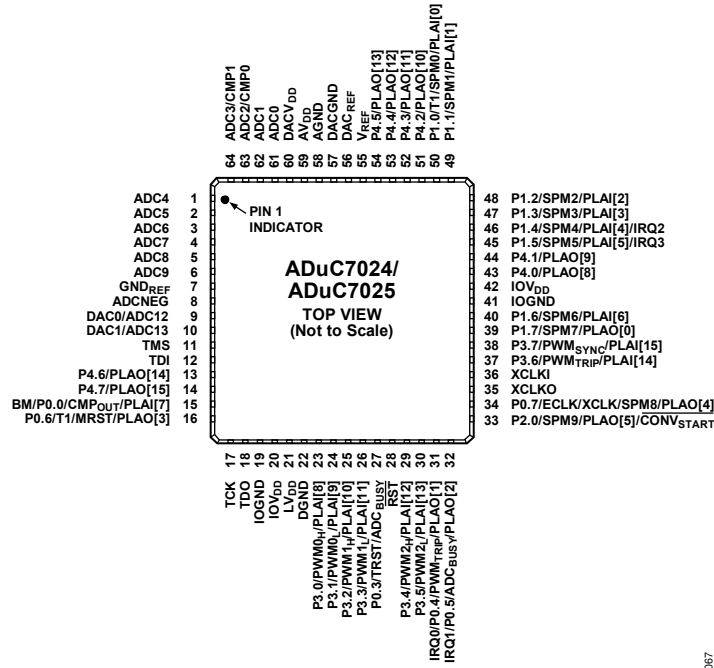 64 ADC3/CMP1
63 ADC2/CMP0
62 ADC1
61 ADC0
60 DACVDD
59 AVDD
58 AGND
57 DACGND
56 DACREF
55 VREF
54 P4.5/PLAO[13]
53 P4.4/PLAO[12]
52 P4.3/PLAO[11]
51 P4.2/PLAO[10]
50 P1.0/T1/SPM0/PLAI[0]
49 P1.1/SPM1/PLAI[1]
ADC4 1
ADC5 2
ADC6 3
ADC7 4
ADC8 5
ADC9 6
GNDREF 7
ADCNEG 8
DAC0/ADC12 9
DAC1/ADC13 10
TMS 11
TDI 12
P4.6/PLAO[14] 13
P4.7/PLAO[15] 14
BM/P0.0/CMPOUT/PLAI[7] 15
P0.6/T1/MRST/PLAO[3] 16
PIN 1
INDICATOR
ADuC7024/
ADuC7025
TOP VIEW
(Not to Scale)
48 P1.2/SPM2/PLAI[2]
47 P1.3/SPM3/PLAI[3]
46 P1.4/SPM4/PLAI[4]/IRQ2
45 P1.5/SPM5/PLAI[5]/IRQ3
44 P4.1/PLAO[9]
43 P4.0/PLAO[8]
42 IOVDD
41 IOGND
40 P1.6/SPM6/PLAI[6]
39 P1.7/SPM7/PLAO[0]
38 P3.7/PWMSYNC/PLAI[15]
37 P3.6/PWMTRIP/PLAI[14]
36 XCLKI
35 XCLKO
34 P0.7/ECLK/XCLK/SPM8/PLAO[4]
33 P2.0/SPM9/PLAO[5]/CONVSTART
TCK 17
TDO 18
IOGND 19
IOVDD 20
LVDD 21
DGND 22
P3.0/PWM0H/PLAI[8] 23
P3.1/PWM0L/PLAI[9] 24
P3.2/PWM1H/PLAI[10] 25
P3.3/PWM1L/PLAI[11] 26
P0.3/TRST/ADCBUSY 27
RST 28
P3.4/PWM2H/PLAI[12] 29
P3.5/PWM2L/PLAI[13] 30
IRQ0/P0.4/PWMTRIP/PLAO[1] 31
IRQ1/P0.5/ADCBUSY/PLAO[2] 32